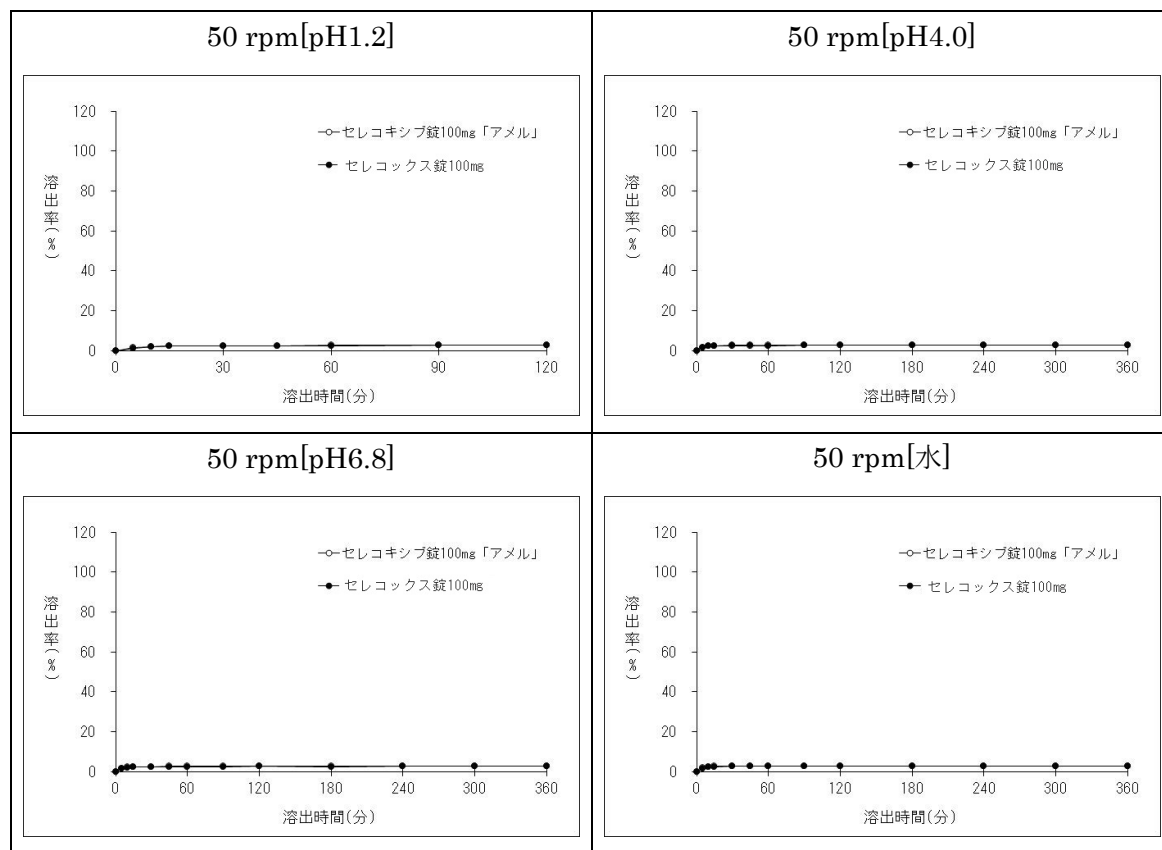 50 rpm[pH1.2]
120
100
80
60
40
20
0
溶出率(%)
セレコキシブ錠100mg「アメル」
セレコックス錠100mg
0 30 60 90 120
溶出時間(分)
50 rpm[pH4.0]
120
100
80
60
40
20
0
溶出率(%)
セレコキシブ錠100mg「アメル」
セレコックス錠100mg
0 60 120 180 240 300 360
溶出時間(分)
50 rpm[pH6.8]
120
100
80
60
40
20
0
溶出率(%)
セレコキシブ錠100mg「アメル」
セレコックス錠100mg
0 60 120 180 240 300 360
溶出時間(分)
50 rpm[水]
120
100
80
60
40
20
0
溶出率(%)
セレコキシブ錠100mg「アメル」
セレコックス錠100mg
0 60 120 180 240 300 360
溶出時間(分)